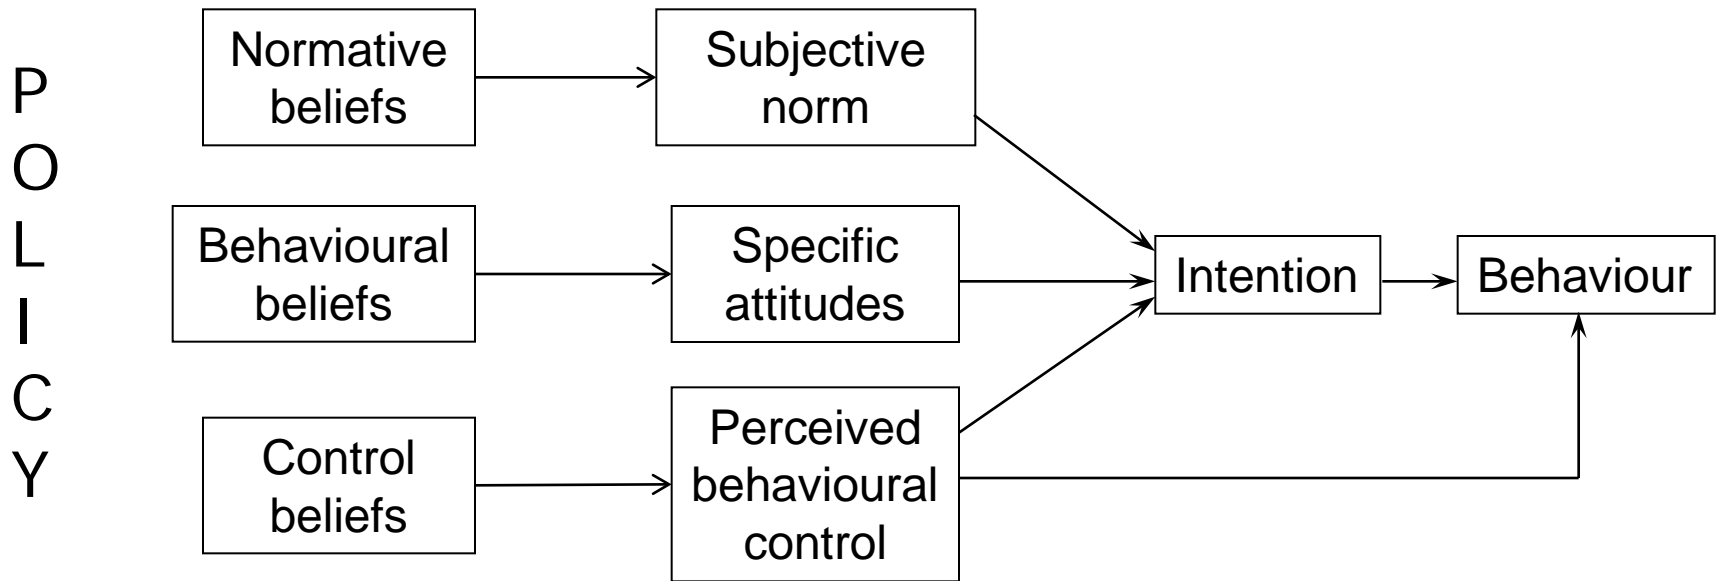 P
O
L
I
C
Y
Normative
beliefs
Subjective
norm
Behavioural
beliefs
Specific
attitudes
Intention
Behaviour
Control
beliefs
Perceived
behavioural
control